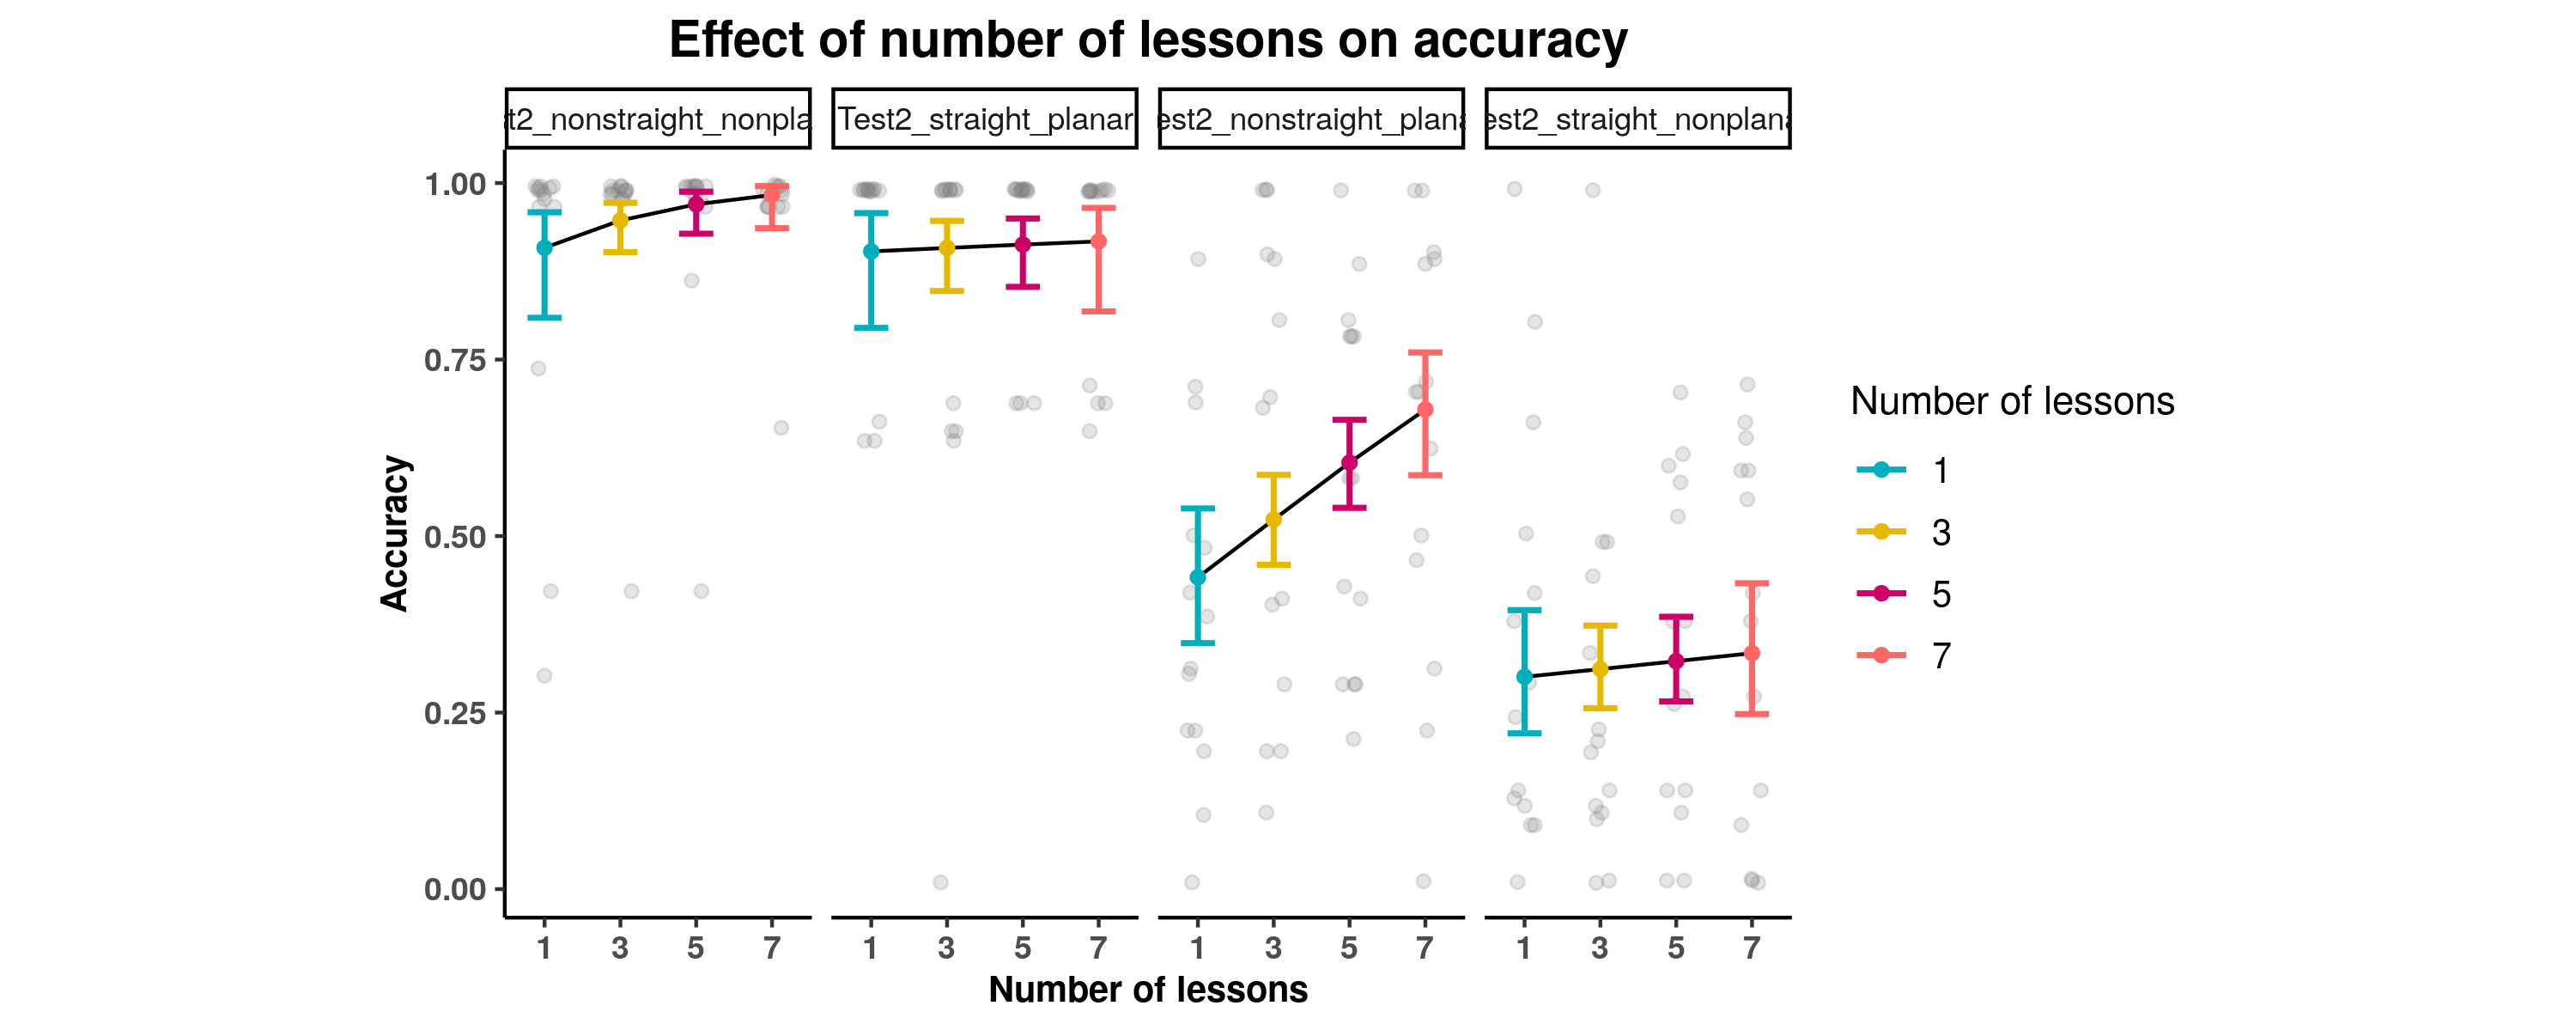 Effect of number of lessons on accuracy
t2_nonstraight_nonpla Test2_straight_planar est2_nonstraight_plana est2_straight_nonplana
1.00
0.75
0.50
0.25
0.00
Accuracy
1 3 5 7 1 3 5 7 1 3 5 7 1 3 5 7
Number of lessons
Number of lessons
1
3
5
7